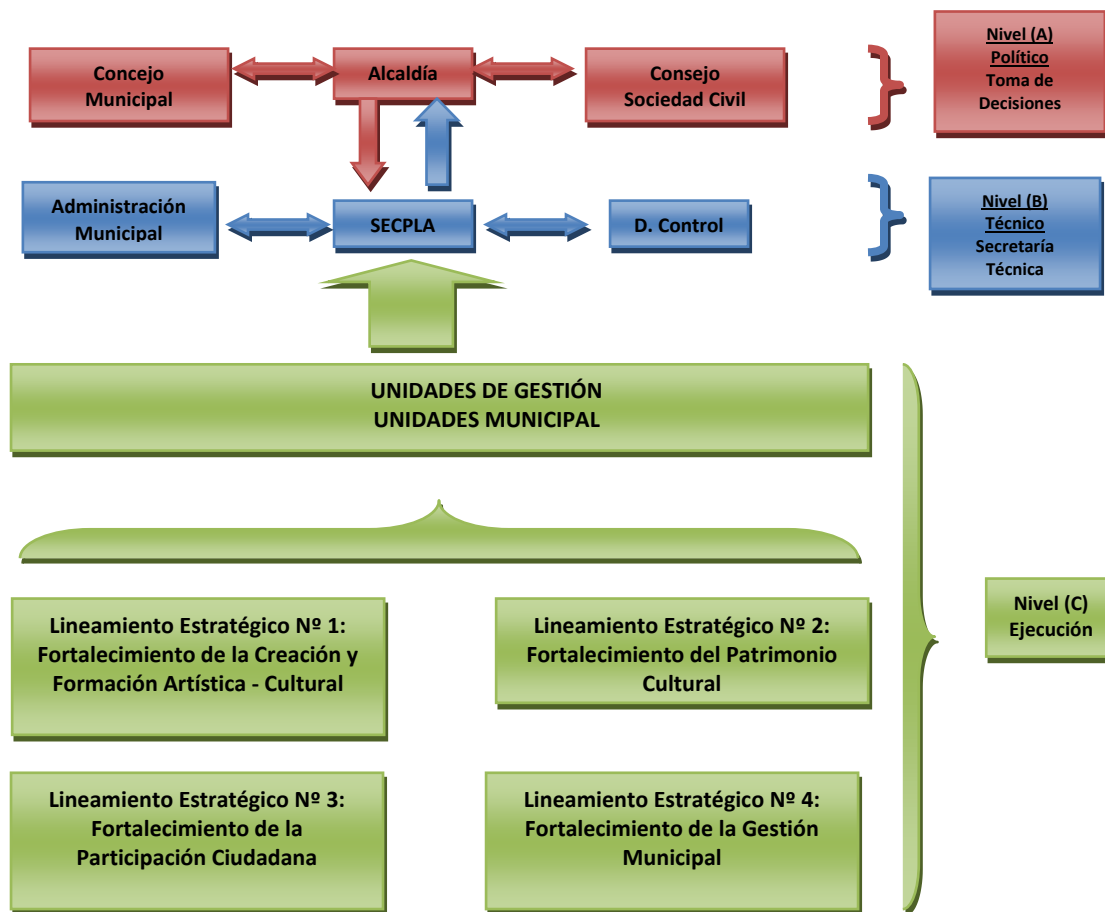 Concejo
Municipal
Alcaldía
Consejo
Sociedad Civil
Nivel (A)
Político
Toma de
Decisiones
Administración
Municipal
SECPLA
D. Control
Nivel (B)
Técnico
Secretaría
Técnica
UNIDADES DE GESTIÓN
UNIDADES MUNICIPAL
Lineamiento Estratégico Nº 1:
Fortalecimiento de la Creación y
Formación Artística - Cultural
Lineamiento Estratégico Nº 2:
Fortalecimiento del Patrimonio
Cultural
Nivel (C)
Ejecución
Lineamiento Estratégico Nº 3:
Fortalecimiento de la
Participación Ciudadana
Lineamiento Estratégico Nº 4:
Fortalecimiento de la Gestión
Municipal